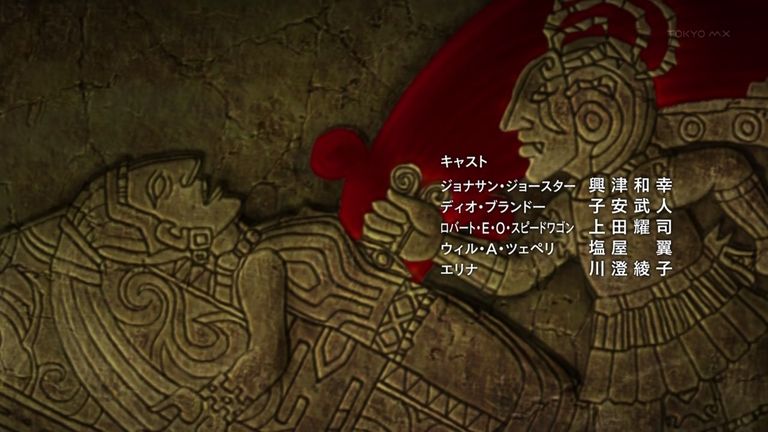 TOKYO MX
キャスト
ジョナサン・ジョースター 興津和幸
ディオ・ブランドー 子安武人
ロバート・E・O・スピードワゴン 上田耀司
ウィル・A・ツェペリ 塩屋 翼
エリナ 川澄綾子